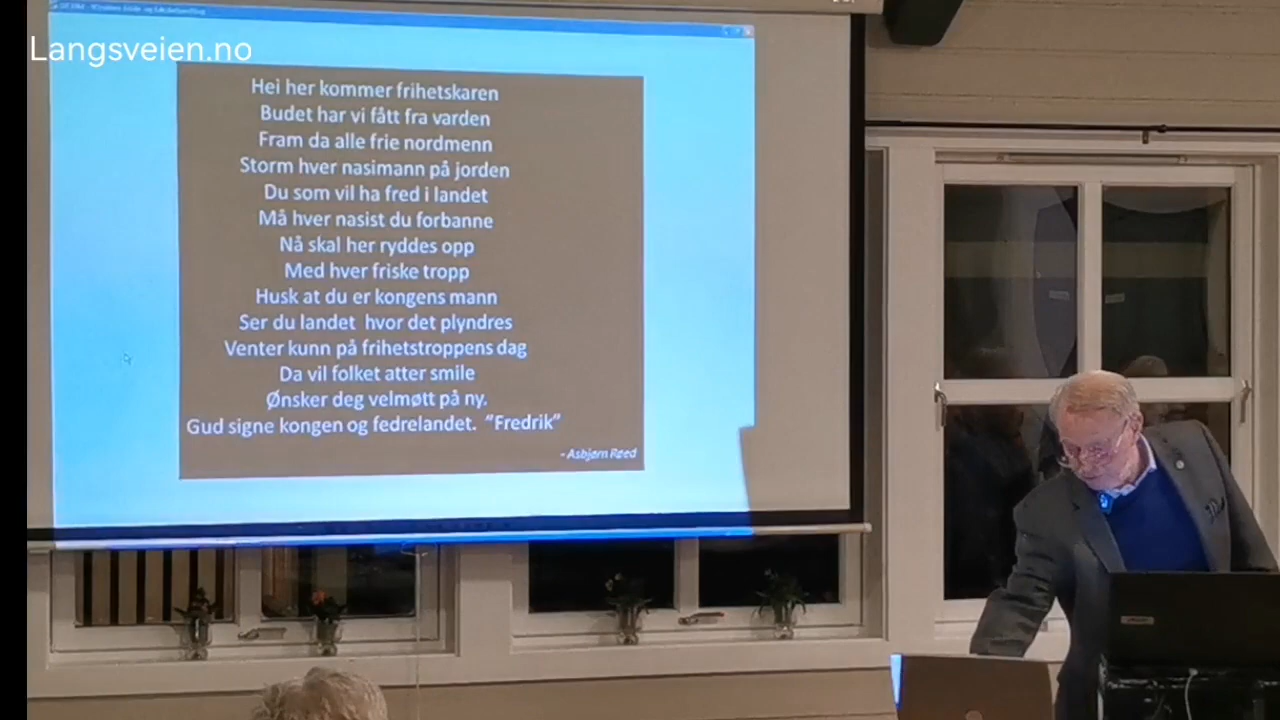 Langsveien.no
Hei her kommer frihetskaren
Budet har vi fått fra varden
Fram da alle frie nordmenn
Storm hver nasimann på jorden
Du som vil ha fred i landet
Må hver nasist du forbanne
Nå skal her ryddes opp
Med hver friske tropp
Husk at du er kongens mann
Ser du landet hvor det plyndres
Venter kunn på frihetstroppens dag
Da vil folket atter smile
Ønsker deg velmøtt på ny.
Gud signe kongen og fedrelandet. "Fredrik"
- Asbjørn Røed